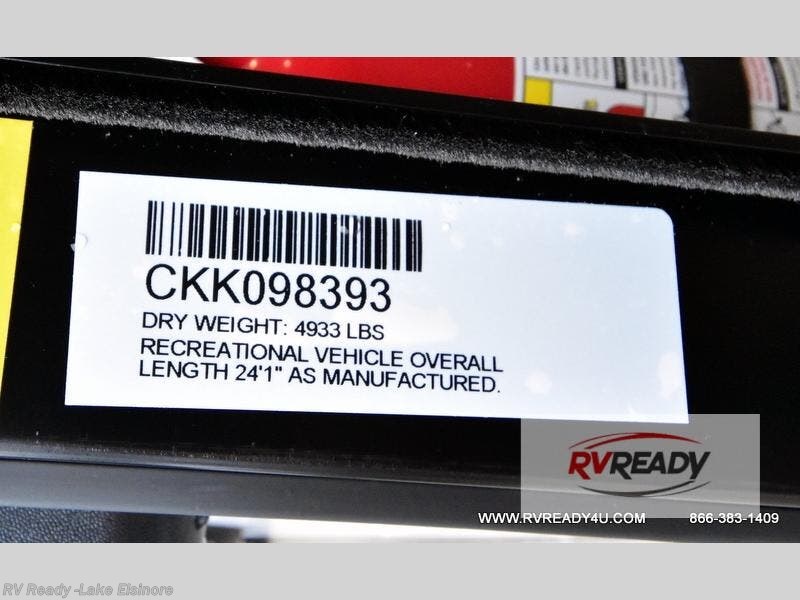 CKK098393
DRY WEIGHT: 4933 LBS
RECREATIONAL VEHICLE OVERALL
LENGTH 24'1" AS MANUFACTURED.
RVREADY
WWW.RVREADY4U.COM 866-383-1409
RV Ready -Lake Elsinore